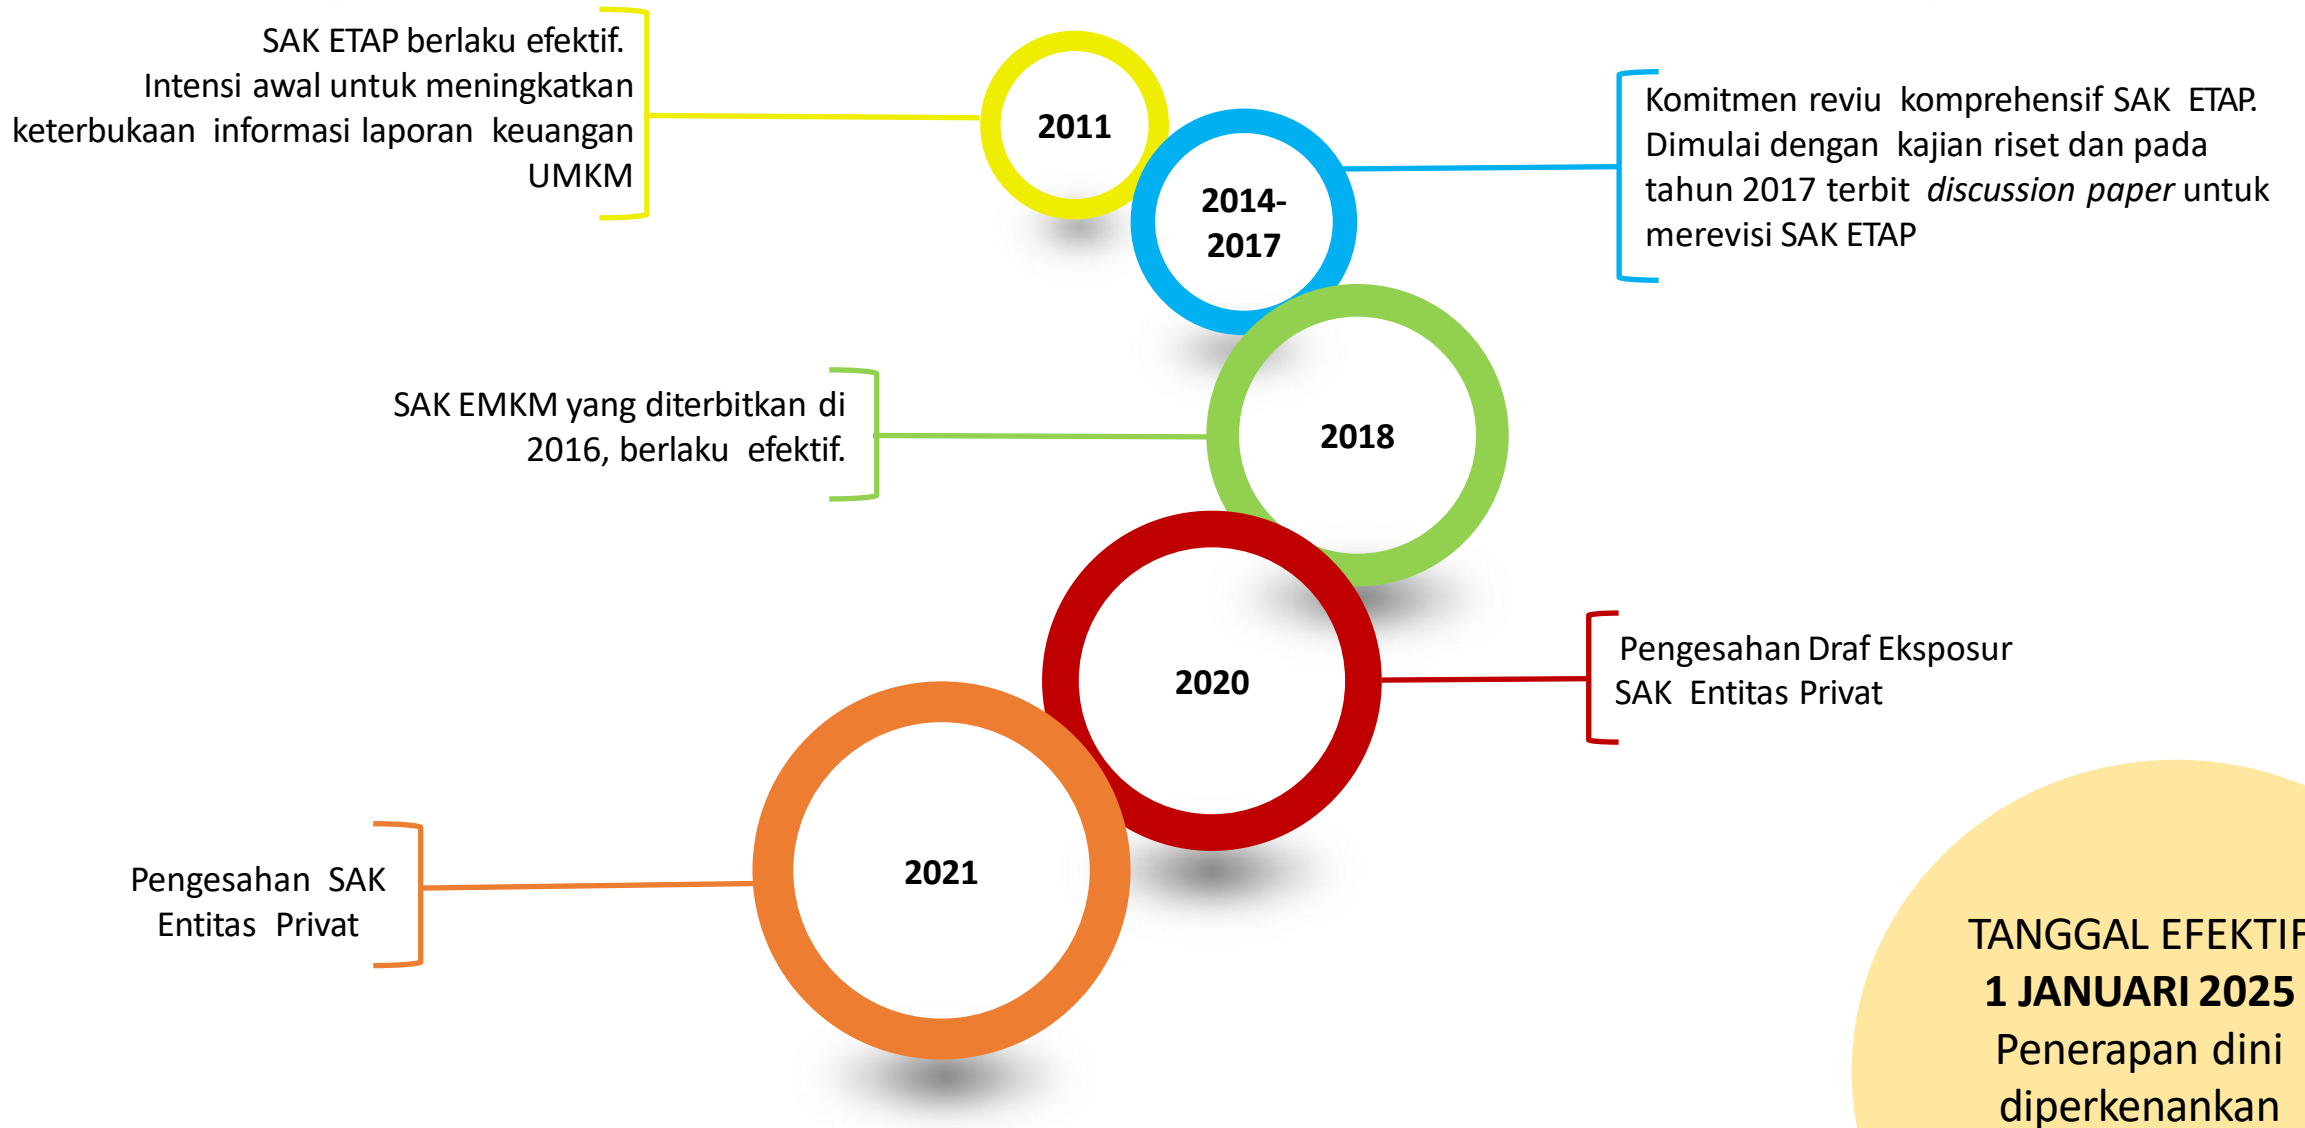 SAK ETAP berlaku efektif.
Intensi awal untuk meningkatkan
keterbukaan informasi laporan keuangan
UMKM
2011
2014-
2017
Komitmen reviu komprehensif SAK ETAP.
Dimulai dengan kajian riset dan pada
tahun 2017 terbit discussion paper untuk
merevisi SAK ETAP
SAK EMKM yang diterbitkan di
2016, berlaku efektif.
2018
2020
Pengesahan Draf Eksposur
SAK Entitas Privat
Pengesahan SAK
Entitas Privat
2021
TANGGAL EFEKTIF
1 JANUARI 2025
Penerapan dini
diperkenankan